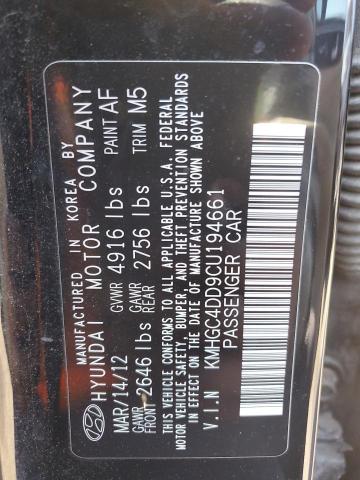 MANUFACTURED IN KOREA BY
HYUNDAI MOTOR COMPANY
MAR/14/12 GVWR 4916 lbs PAINT AF
GAWR FRONT 2646 lbs GAWR REAR 2756 lbs TRIM M5
THIS VEHICLE CONFORMS TO ALL APPLICABLE U.S.A. FEDERAL
MOTOR VEHICLE SAFETY, BUMPER, AND THEFT PREVENTION STANDARDS
IN EFFECT ON THE DATE OF MANUFACTURE SHOWN ABOVE
V.I.N KMHGC4DD9CU194661
PASSENGER CAR